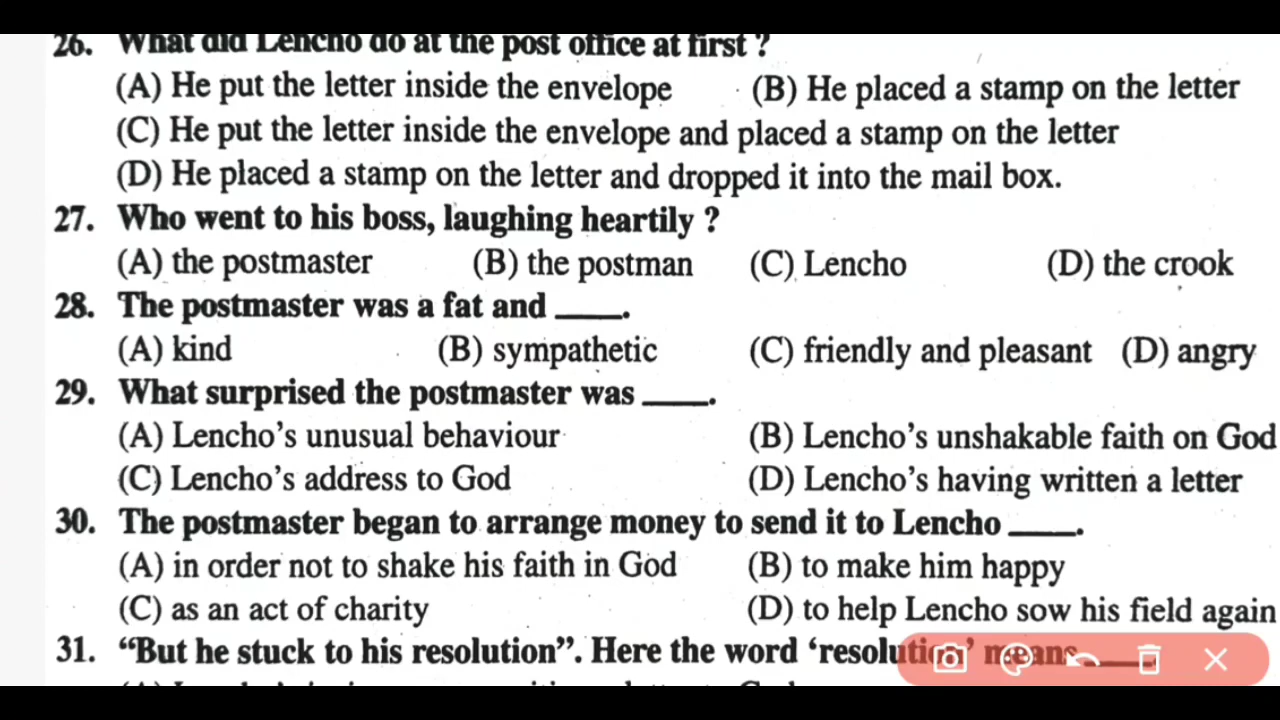 26. What did Lencho do at the post office at first ?
(A) He put the letter inside the envelope (B) He placed a stamp on the letter
(C) He put the letter inside the envelope and placed a stamp on the letter
(D) He placed a stamp on the letter and dropped it into the mail box.
27. Who went to his boss, laughing heartily ?
(A) the postmaster (B) the postman (C) Lencho (D) the crook
28. The postmaster was a fat and ____.
(A) kind (B) sympathetic (C) friendly and pleasant (D) angry
29. What surprised the postmaster was ____.
(A) Lencho's unusual behaviour (B) Lencho's unshakable faith on God
(C) Lencho's address to God (D) Lencho's having written a letter
30. The postmaster began to arrange money to send it to Lencho ____.
(A) in order not to shake his faith in God (B) to make him happy
(C) as an act of charity (D) to help Lencho sow his field again
31. “But he stuck to his resolution”. Here the word ‘resolution’ means ____.